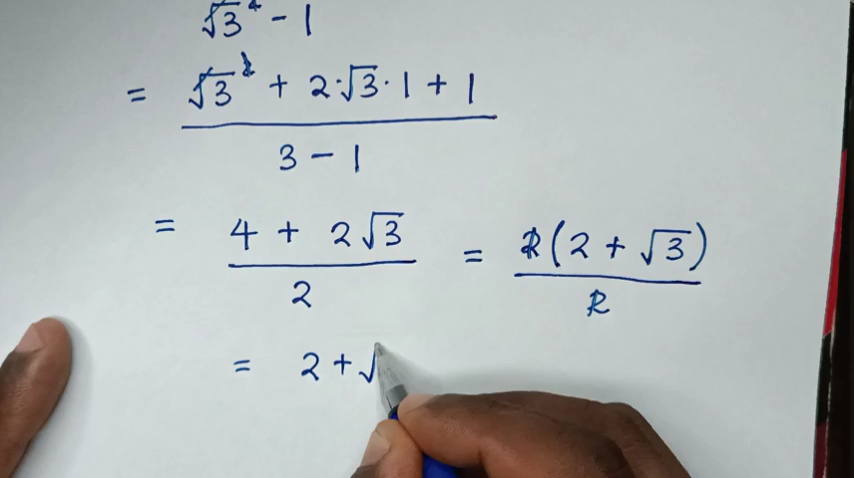 √3² - 1
= √3² + 2·√3·1 + 1
3 - 1
= 4 + 2√3 = 2(2 + √3)
2 2
= 2 + √